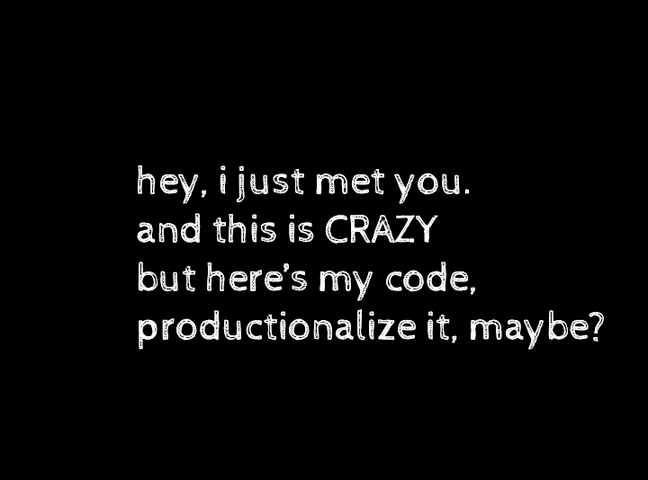 hey, i just met you.
and this is CRAZY
but here's my code,
productionalize it, maybe?